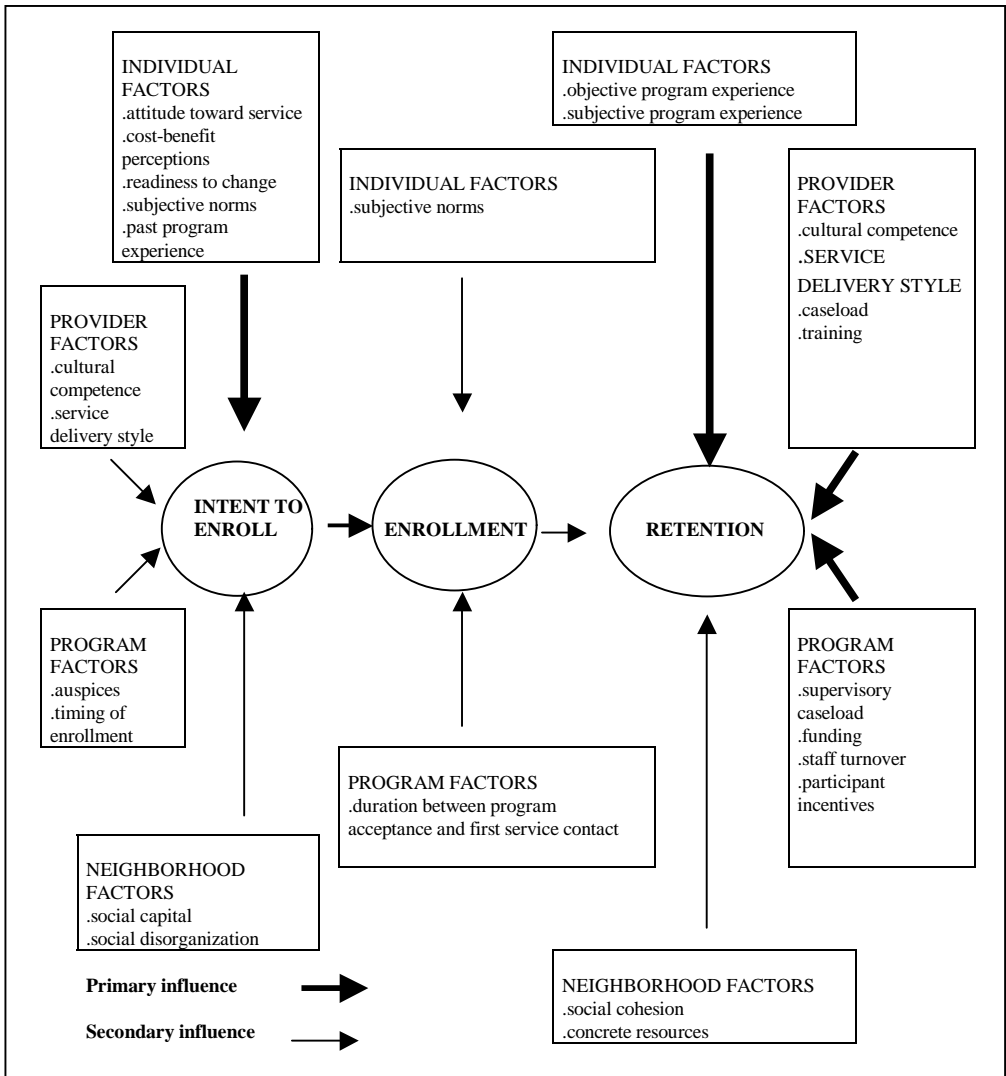 INDIVIDUAL
FACTORS
.attitude toward service
.cost-benefit
perceptions
.readiness to change
.subjective norms
.past program
experience
INDIVIDUAL FACTORS
.subjective norms
INDIVIDUAL FACTORS
.objective program experience
.subjective program experience
PROVIDER
FACTORS
.cultural competence
.SERVICE
DELIVERY STYLE
.caseload
.training
PROVIDER
FACTORS
.cultural
competence
.service
delivery style
INTENT TO
ENROLL
ENROLLMENT
RETENTION
PROGRAM
FACTORS
.auspices
.timing of
enrollment
PROGRAM FACTORS
.duration between program
acceptance and first service contact
PROGRAM
FACTORS
.supervisory
caseload
.funding
.staff turnover
.participant
incentives
NEIGHBORHOOD
FACTORS
.social capital
.social disorganization
NEIGHBORHOOD FACTORS
.social cohesion
.concrete resources
Primary influence
Secondary influence